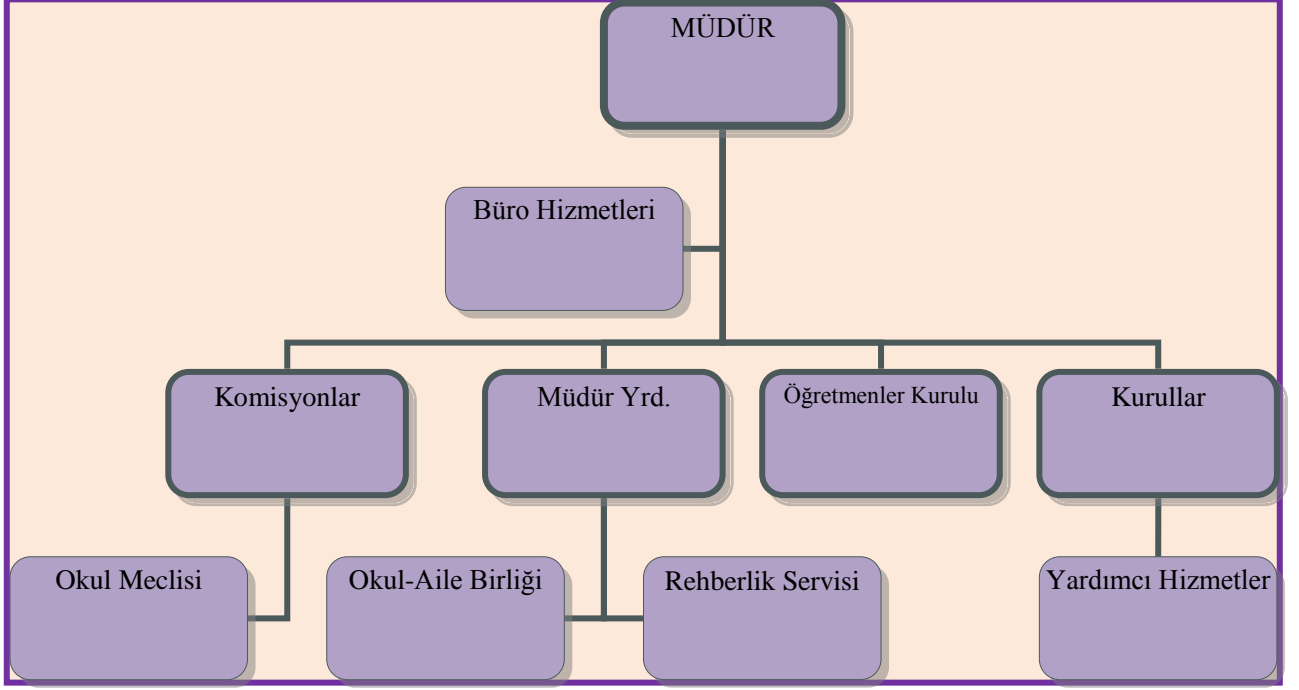 MÜDÜR
Büro Hizmetleri
Komisyonlar
Müdür Yrd.
Öğretmenler Kurulu
Kurullar
Okul Meclisi
Okul-Aile Birliği
Rehberlik Servisi
Yardımcı Hizmetler